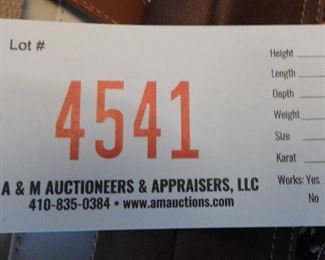 Lot #
4541
A & M AUCTIONEERS & APPRAISERS, LLC
410-835-0384 • www.amauctions.com
Height
Length
Depth
Weight
Size
Karat
Works: Yes
No